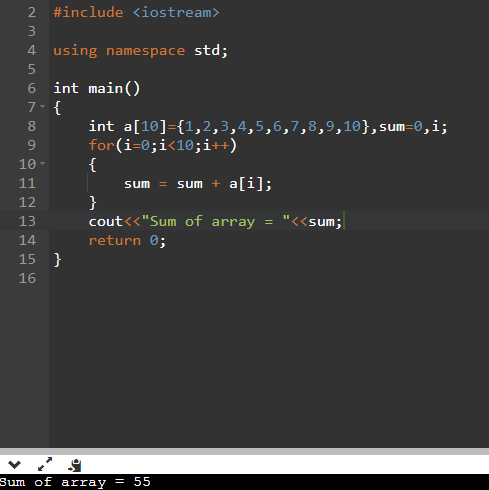 2 #include <iostream>
3
4 using namespace std;
5
6 int main()
7 {
8 int a[10]={1,2,3,4,5,6,7,8,9,10},sum=0,i;
9 for(i=0;i<10;i++)
10 {
11 sum = sum + a[i];
12 }
13 cout<<"Sum of array = "<<sum;
14 return 0;
15 }
16
Sum of array = 55